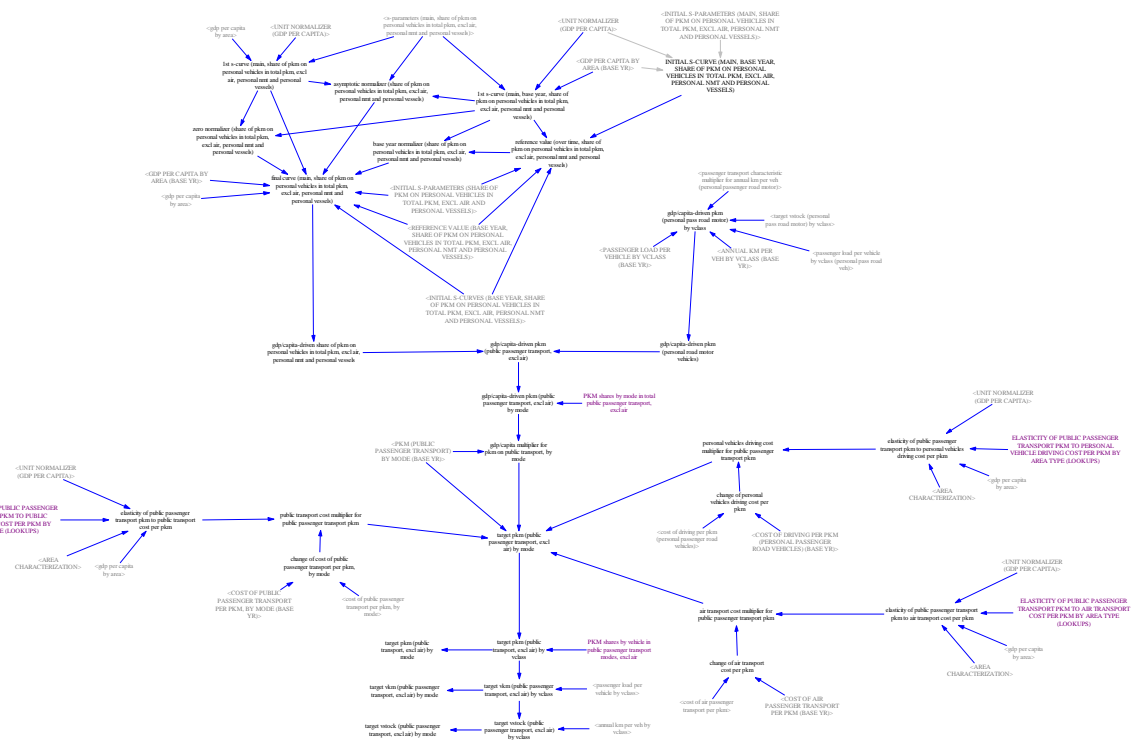 <gdp per capita
by area>
<UNIT NORMALIZER
(GDP PER CAPITA)>
<s-parameters (main, share of pkm on
personal vehicles in total pkm, excl air,
personal nmt and personal vessels)>
<UNIT NORMALIZER
(GDP PER CAPITA)>
<INITIAL S-PARAMETERS (MAIN, SHARE
OF PKM ON PERSONAL VEHICLES IN
TOTAL PKM, EXCL AIR, PERSONAL NMT
AND PERSONAL VESSELS)>
1st s-curve (main, share of pkm on
personal vehicles in total pkm, excl
air, personal nmt and personal
vessels)
asymptotic normalizer (share of pkm on
personal vehicles in total pkm, excl air,
personal nmt and personal vessels)
<GDP PER CAPITA BY
AREA (BASE YR)>
INITIAL S-CURVE (MAIN, BASE YEAR,
SHARE OF PKM ON PERSONAL
VEHICLES IN TOTAL PKM, EXCL AIR,
PERSONAL NMT AND PERSONAL
VESSELS)
1st s-curve (main, base year, share of
pkm on personal vehicles in total pkm,
excl air, personal nmt and personal
vessels)
zero normalizer (share of pkm on
personal vehicles in total pkm, excl
air, personal nmt and personal
vessels)
base year normalizer (share of pkm on
personal vehicles in total pkm, excl air,
personal nmt and personal vessels)
reference value (over time, share of
pkm on personal vehicles in total pkm,
excl air, personal nmt and personal
vessels)
<GDP PER CAPITA BY
AREA (BASE YR)>
<gdp per capita
by area>
final curve (main, share of pkm on
personal vehicles in total pkm,
excl air, personal nmt and
personal vessels)
<INITIAL S-PARAMETERS (SHARE OF
PKM ON PERSONAL VEHICLES IN
TOTAL PKM, EXCL AIR AND
PERSONAL VESSELS)>
<passenger transport characteristic
multiplier for annual km per veh
(personal passenger road motor)>
<REFERENCE VALUE (BASE YEAR,
SHARE OF PKM ON PERSONAL
VEHICLES IN TOTAL PKM, EXCL AIR,
PERSONAL NMT AND PERSONAL
VESSELS)>
gdp/capita-driven pkm
(personal pass road motor)
by vclass
<target vstock (personal
pass road motor) by vclass>
<PASSENGER LOAD PER
VEHICLE BY VCLASS
(BASE YR)>
<ANNUAL KM PER
VEH BY VCLASS (BASE
YR)>
<passenger load per vehicle
by vclass (personal pass road
veh)>
<INITIAL S-CURVES (BASE YEAR, SHARE
OF PKM ON PERSONAL VEHICLES IN
TOTAL PKM, EXCL AIR, PERSONAL NMT
AND PERSONAL VESSELS)>
gdp/capita-driven share of pkm on
personal vehicles in total pkm, excl air,
personal nmt and personal vessels
gdp/capita-driven pkm
(public passenger transport,
excl air)
gdp/capita-driven pkm
(personal road motor
vehicles)
gdp/capita-driven pkm (public
passenger transport, excl air)
by mode
PKM shares by mode in total
public passenger transport,
excl air
<PKM (PUBLIC
PASSENGER TRANSPORT)
BY MODE (BASE YR)>
gdp/capita multiplier for
pkm on public transport, by
mode
personal vehicles driving cost
multiplier for public passenger
transport pkm
elasticity of public passenger
transport pkm to personal vehicles
driving cost per pkm
<UNIT NORMALIZER
(GDP PER CAPITA)>
ELASTICITY OF PUBLIC PASSENGER
TRANSPORT PKM TO PERSONAL
VEHICLE DRIVING COST PER PKM BY
AREA TYPE (LOOKUPS)
<gdp per capita
by area>
<AREA
CHARACTERIZATION>
<UNIT NORMALIZER
(GDP PER CAPITA)>
PUBLIC PASSENGER
PKM TO PUBLIC
COST PER PKM BY
E (LOOKUPS)
elasticity of public passenger
transport pkm to public transport
cost per pkm
<AREA
CHARACTERIZATION>
<gdp per capita
by area>
public transport cost multiplier for
public passenger transport pkm
change of cost of public
passenger transport per pkm,
by mode
<COST OF PUBLIC
PASSENGER TRANSPORT
PER PKM, BY MODE (BASE
YR)>
<cost of public passenger
transport per pkm, by
mode>
target pkm (public
passenger transport, excl
air) by mode
change of personal
vehicles driving cost per
pkm
<cost of driving per pkm
(personal passenger road
vehicles)>
<COST OF DRIVING PER PKM
(PERSONAL PASSENGER
ROAD VEHICLES) (BASE YR)>
air transport cost multiplier for
public passenger transport pkm
elasticity of public passenger transport
pkm to air transport cost per pkm
<UNIT NORMALIZER
(GDP PER CAPITA)>
ELASTICITY OF PUBLIC PASSENGER
TRANSPORT PKM TO AIR TRANSPORT
COST PER PKM BY AREA TYPE
(LOOKUPS)
<gdp per capita
by area>
<AREA
CHARACTERIZATION>
change of air transport
cost per pkm
<cost of air passenger
transport per pkm>
<COST OF AIR
PASSENGER TRANSPORT
PER PKM (BASE YR)>
target pkm (public
transport, excl air) by
mode
target pkm (public
passenger transport, excl air) by
vclass
PKM shares by vehicle in
public passenger transport
modes, excl air
target vkm (public passenger
transport, excl air) by mode
target vkm (public passenger
transport, excl air) by vclass
<passenger load per
vehicle by vclass>
target vstock (public passenger
transport, excl air) by mode
target vstock (public
passenger transport, excl air)
by vclass
<annual km per veh by
vclass>